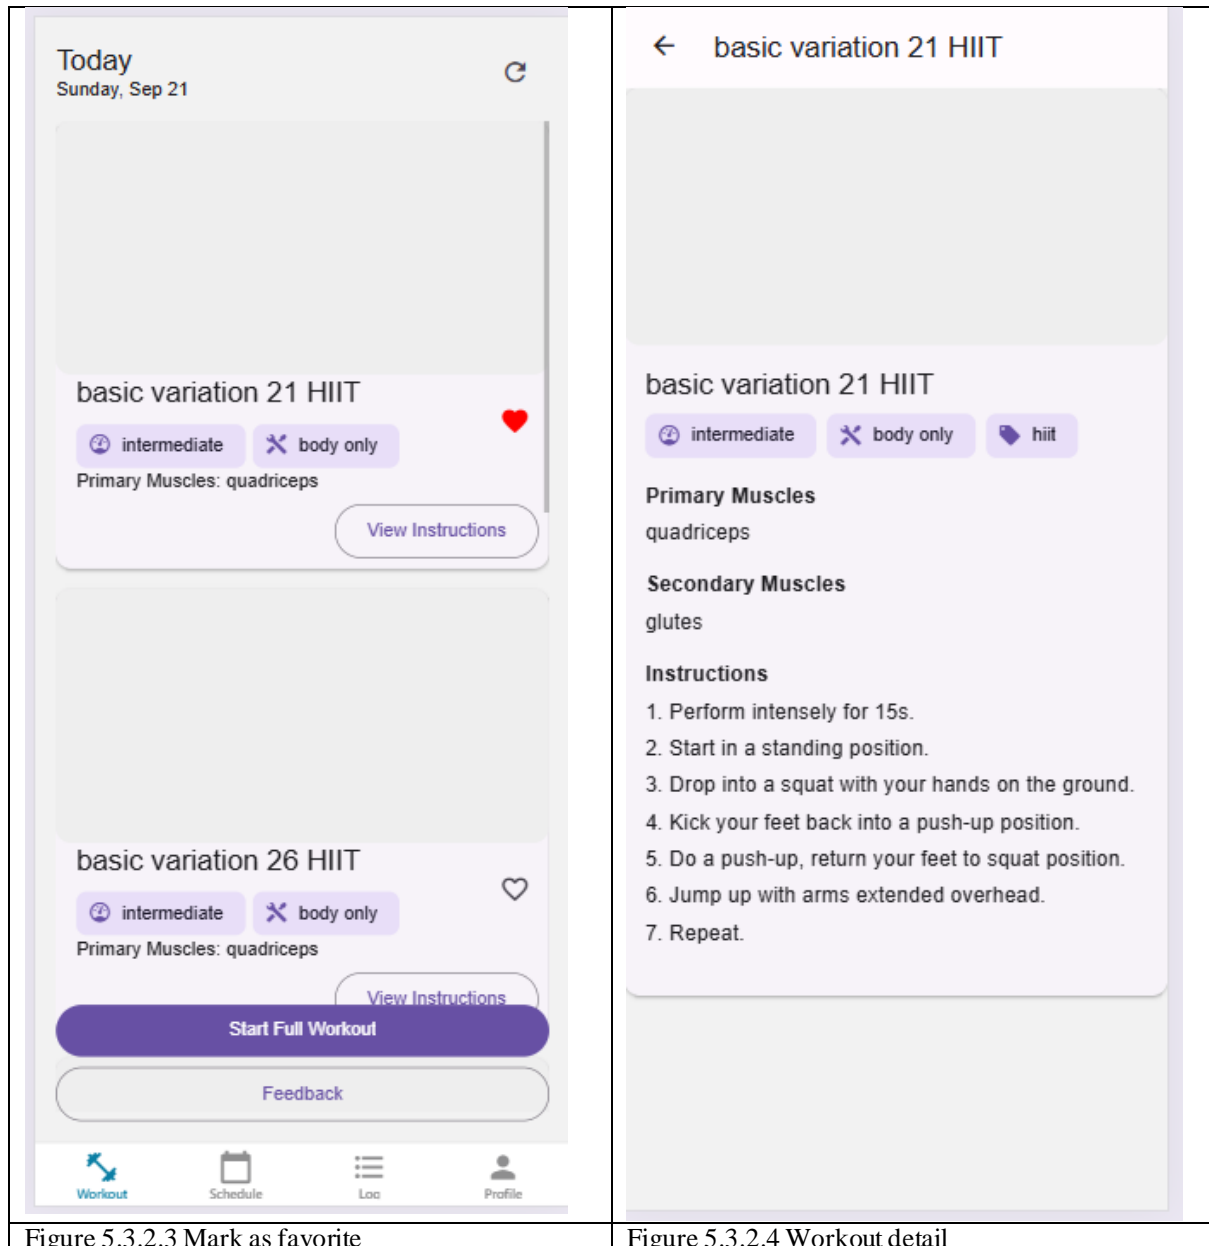 Today
Sunday, Sep 21
basic variation 21 HIIT
intermediate
body only
Primary Muscles: quadriceps
View Instructions
basic variation 26 HIIT
intermediate
body only
Primary Muscles: quadriceps
View Instructions
Start Full Workout
Feedback
Workout
Schedule
Log
Profile
Figure 5.3.2.3 Mark as favorite
basic variation 21 HIIT
basic variation 21 HIIT
intermediate
body only
hiit
Primary Muscles
quadriceps
Secondary Muscles
glutes
Instructions
1. Perform intensely for 15s.
2. Start in a standing position.
3. Drop into a squat with your hands on the ground.
4. Kick your feet back into a push-up position.
5. Do a push-up, return your feet to squat position.
6. Jump up with arms extended overhead.
7. Repeat.
Figure 5.3.2.4 Workout detail